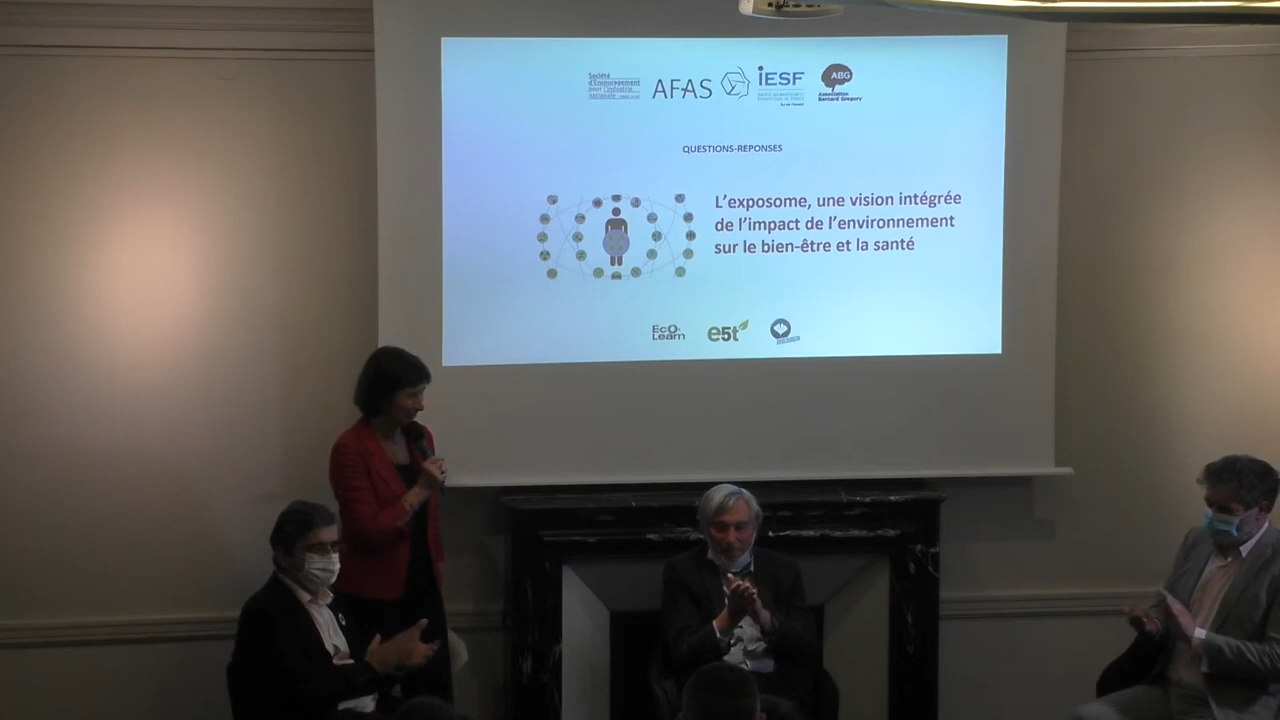 Société
d'Encouragement
pour l'industrie
nationale
AFAS
IESF
ABG
Association
Bernard Gregory
QUESTIONS-REPONSES
L'exposome, une vision intégrée
de l'impact de l'environnement
sur le bien-être et la santé
EcO-
Learn
e5t